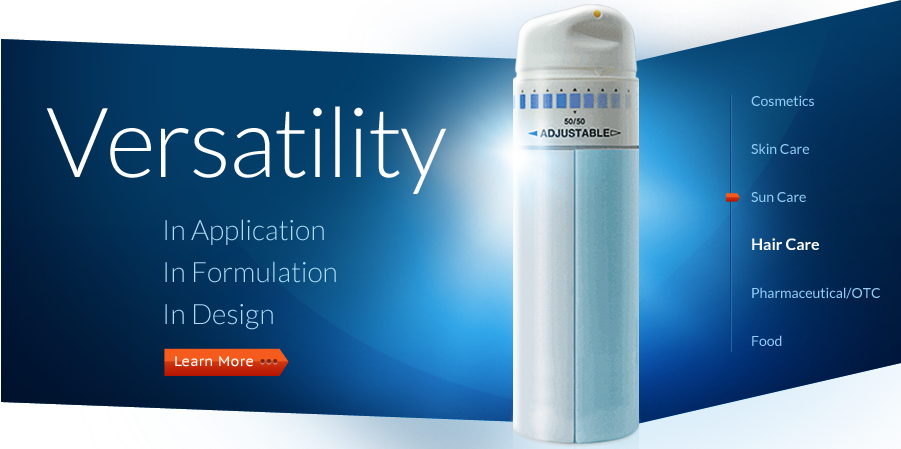 Versatility
In Application
In Formulation
In Design
Learn More
50/50
ADJUSTABLE
Cosmetics
Skin Care
Sun Care
Hair Care
Pharmaceutical/OTC
Food